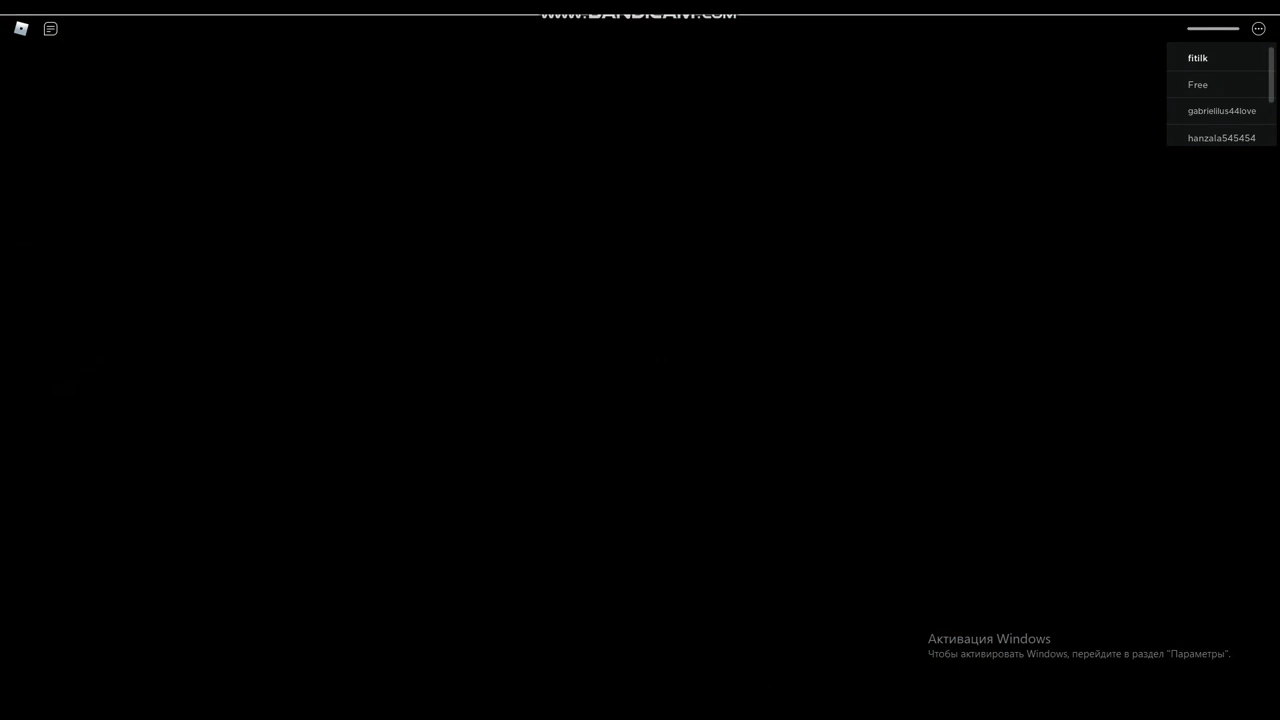 WWW.BANDICAM.COM
fitilk
Free
gabrielilus44love
hanzala545454
Активация Windows
Чтобы активировать Windows, перейдите в раздел "Параметры".